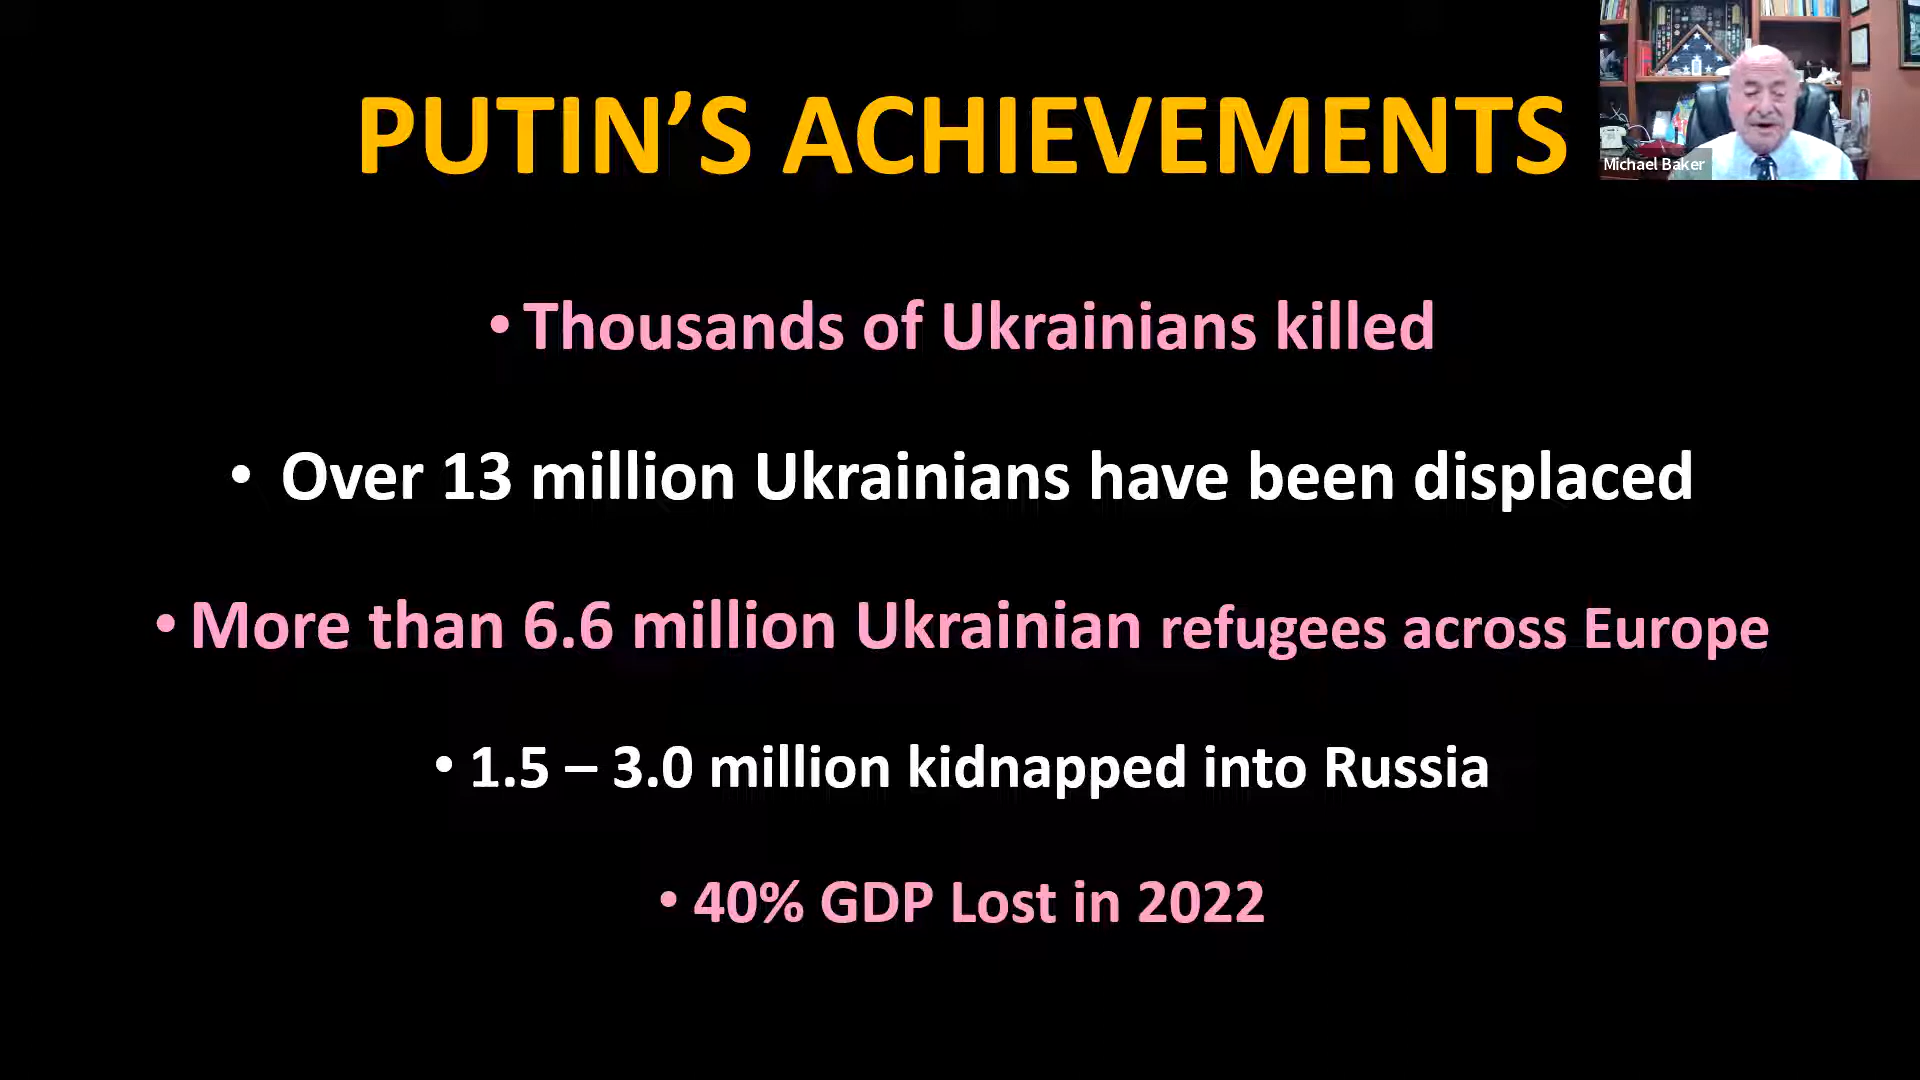 PUTIN’S ACHIEVEMENTS
Michael Baker
• Thousands of Ukrainians killed
• Over 13 million Ukrainians have been displaced
• More than 6.6 million Ukrainian refugees across Europe
• 1.5 – 3.0 million kidnapped into Russia
• 40% GDP Lost in 2022